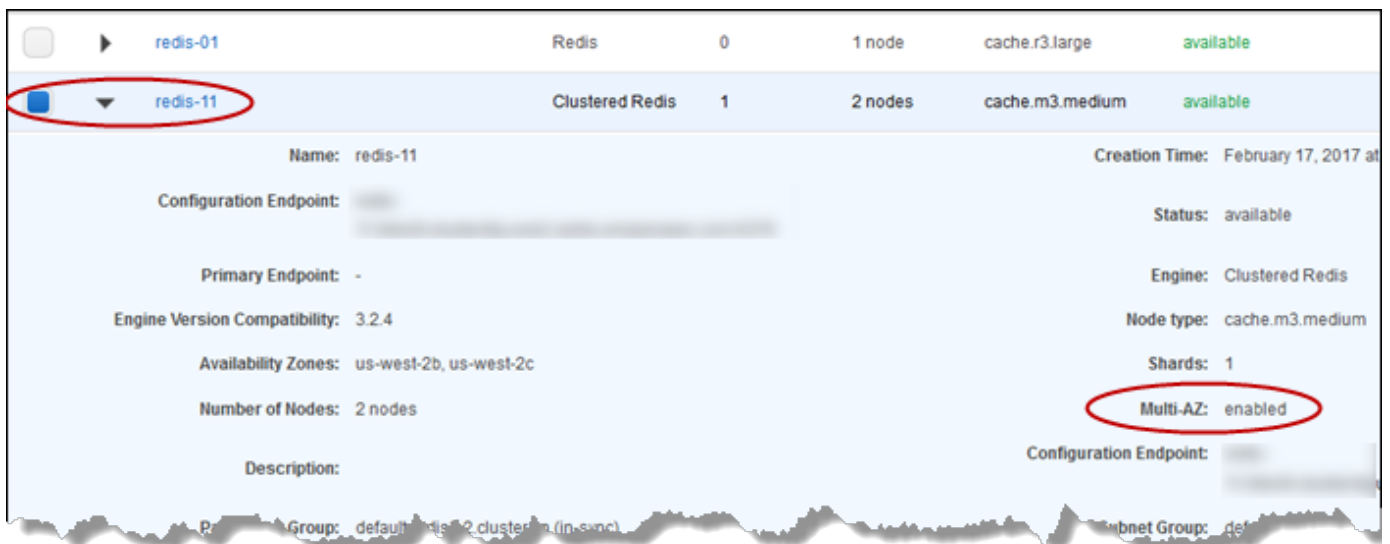 redis-01 Redis 0 1 node cache.r3.large available
redis-11 Clustered Redis 1 2 nodes cache.m3.medium available
Name: redis-11 Creation Time: February 17, 2017 at
Configuration Endpoint:
Status: available
Primary Endpoint: - Engine: Clustered Redis
Engine Version Compatibility: 3.2.4 Node type: cache.m3.medium
Availability Zones: us-west-2b, us-west-2c Shards: 1
Number of Nodes: 2 nodes Multi-AZ: enabled
Configuration Endpoint:
Description:
Group: (in-sync) Group: